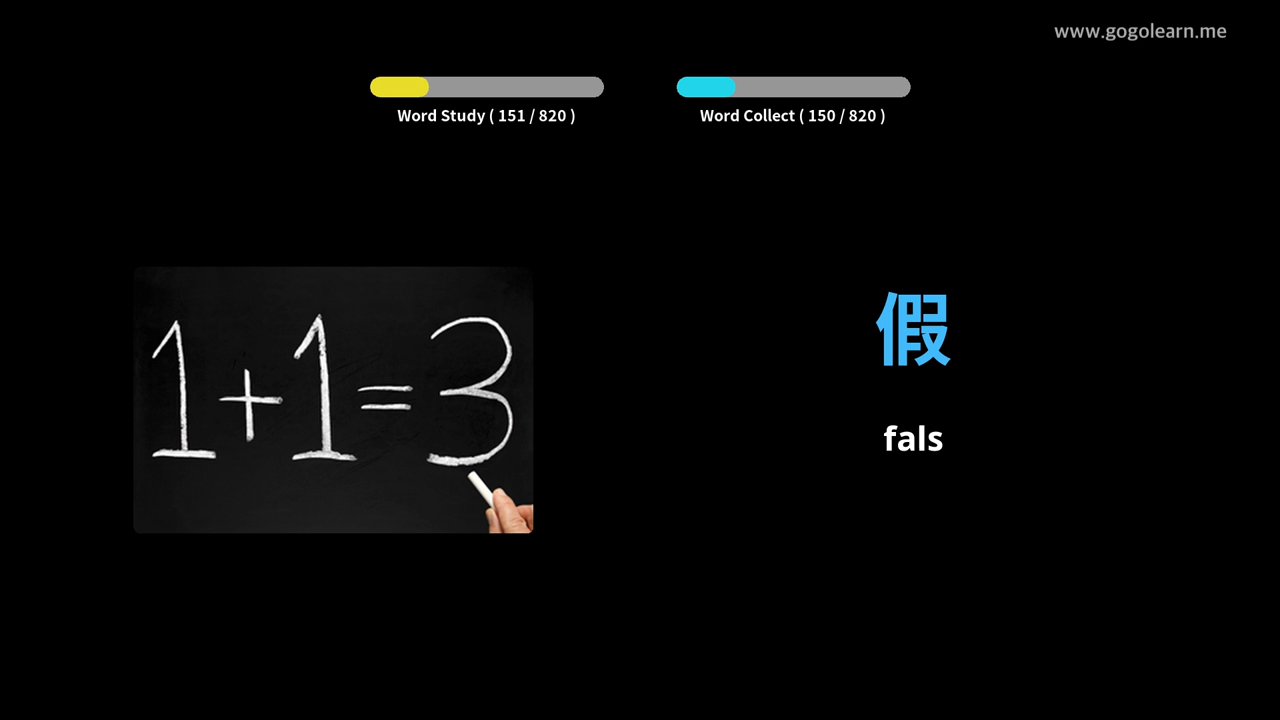 www.gogolearn.me
Word Study ( 151 / 820 )
Word Collect ( 150 / 820 )
1+1=3
假
fals